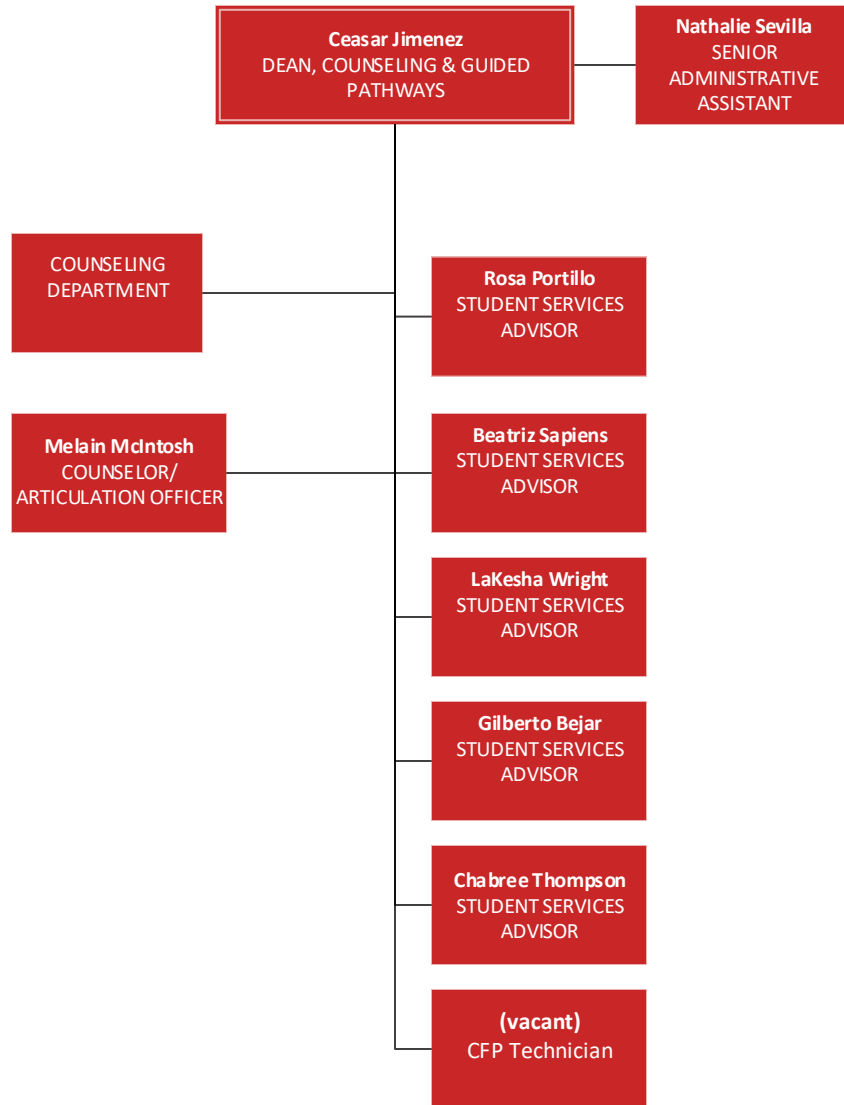 Ceasar Jimenez
DEAN, COUNSELING & GUIDED
PATHWAYS
Nathalie Sevilla
SENIOR
ADMINISTRATIVE
ASSISTANT
COUNSELING
DEPARTMENT
Rosa Portillo
STUDENT SERVICES
ADVISOR
Melain McIntosh
COUNSELOR/
ARTICULATION OFFICER
Beatriz Sapiens
STUDENT SERVICES
ADVISOR
LaKesha Wright
STUDENT SERVICES
ADVISOR
Gilberto Bejar
STUDENT SERVICES
ADVISOR
Chabree Thompson
STUDENT SERVICES
ADVISOR
(vacant)
CFP Technician